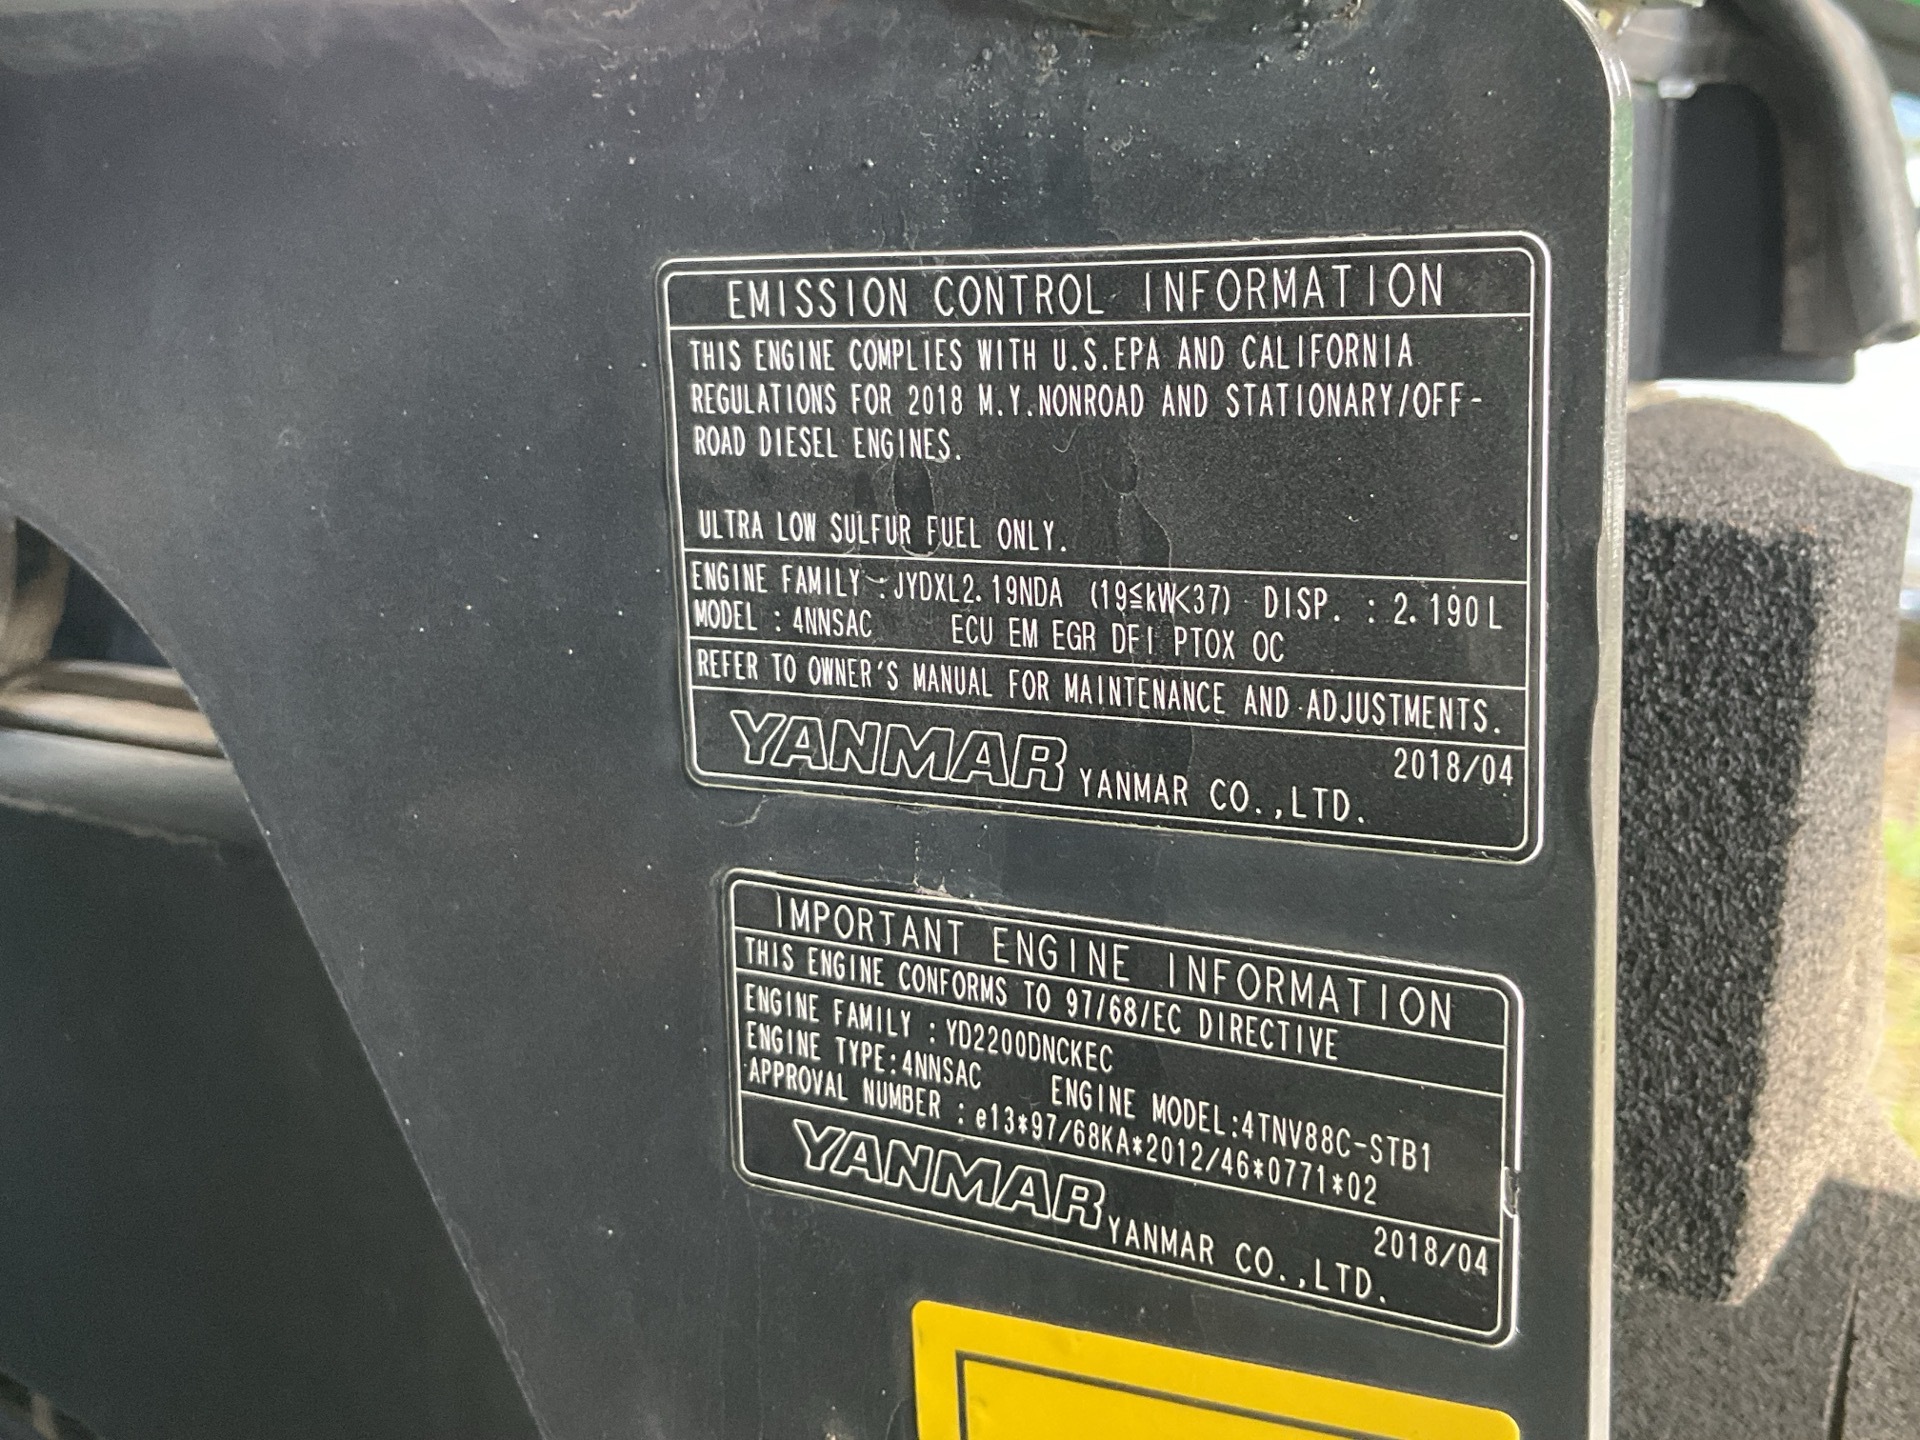 EMISSION CONTROL INFORMATION
THIS ENGINE COMPLIES WITH U.S.EPA AND CALIFORNIA
REGULATIONS FOR 2018 M.Y.NONROAD AND STATIONARY/OFF-
ROAD DIESEL ENGINES.
ULTRA LOW SULFUR FUEL ONLY.
ENGINE FAMILY :JYDXL2.19NDA (19≦kW<37) DISP. : 2.190L
MODEL : 4NNSAC ECU EM EGR DFI PTOX OC
REFER TO OWNER'S MANUAL FOR MAINTENANCE AND ADJUSTMENTS.
YANMAR YANMAR CO.,LTD. 2018/04
IMPORTANT ENGINE INFORMATION
THIS ENGINE CONFORMS TO 97/68/EC DIRECTIVE
ENGINE FAMILY : YD2200DNCKEC
ENGINE TYPE:4NNSAC ENGINE MODEL:4TNV88C-STB1
APPROVAL NUMBER : e13*97/68KA*2012/46*0771*02
YANMAR YANMAR CO.,LTD. 2018/04